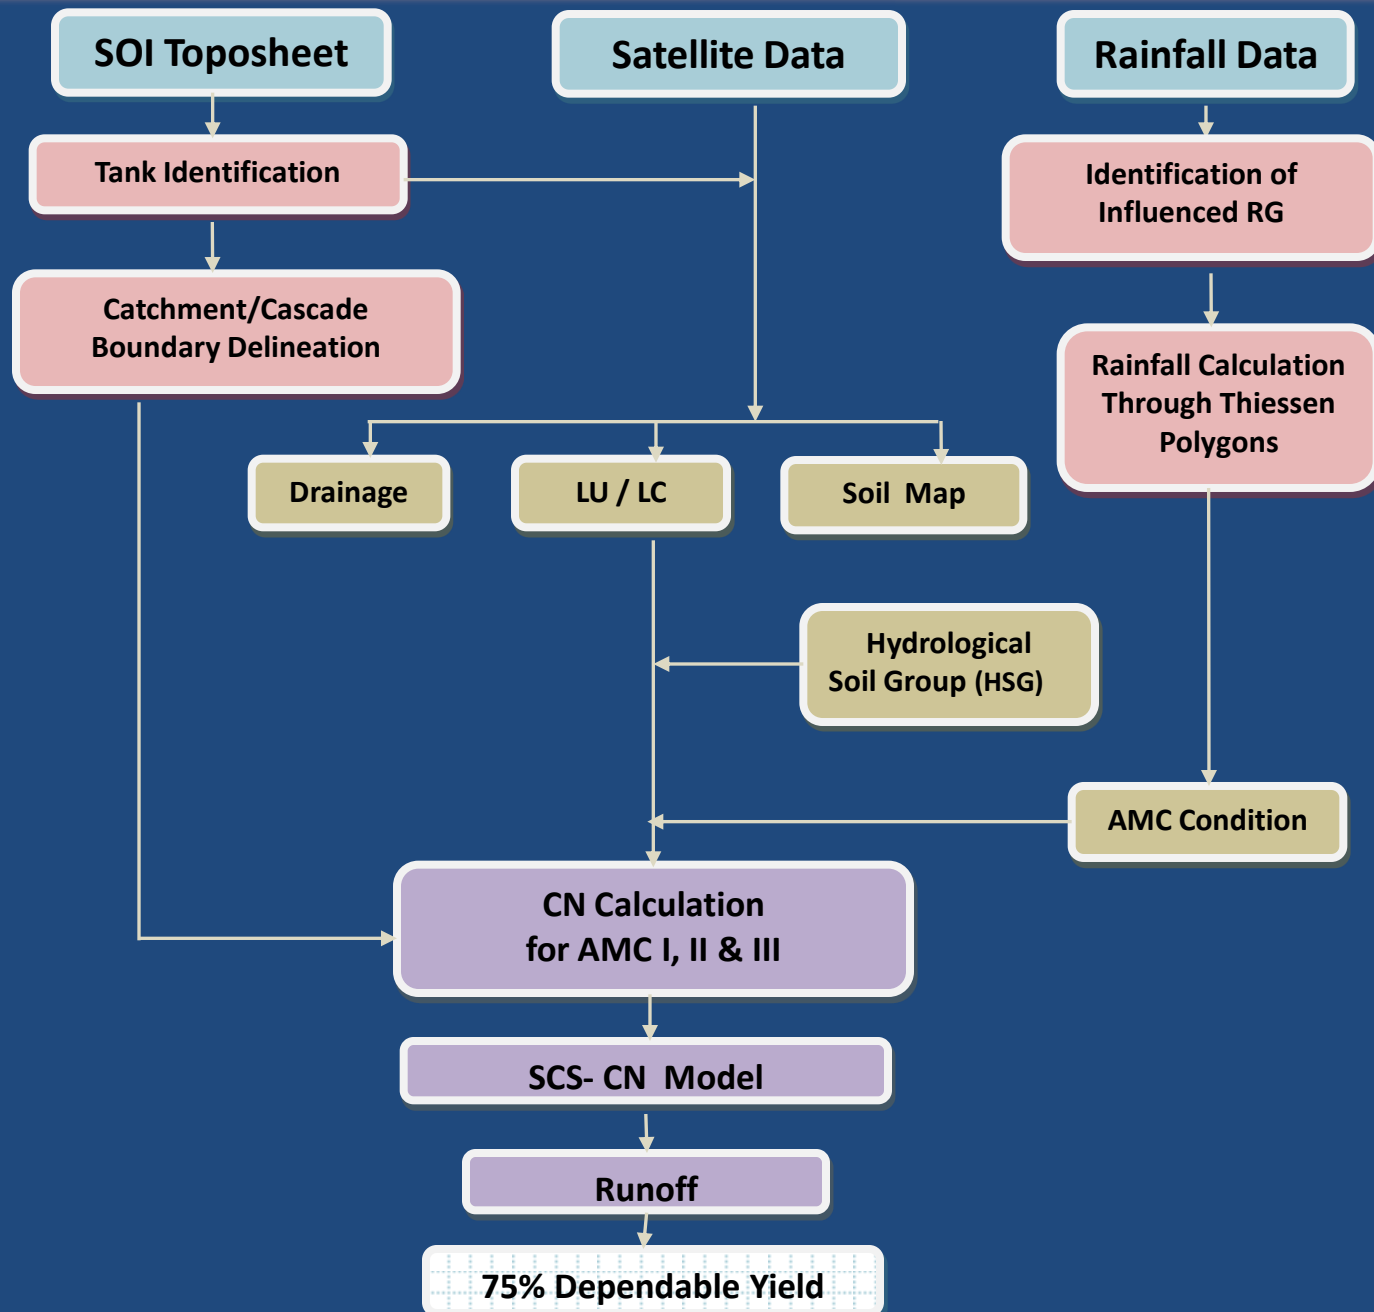 SOI Toposheet
Satellite Data
Rainfall Data
Tank Identification
Identification of
Influenced RG
Catchment/Cascade
Boundary Delineation
Rainfall Calculation
Through Thiessen
Polygons
Drainage
LU / LC
Soil Map
Hydrological
Soil Group (HSG)
AMC Condition
CN Calculation
for AMC I, II & III
SCS- CN Model
Runoff
75% Dependable Yield